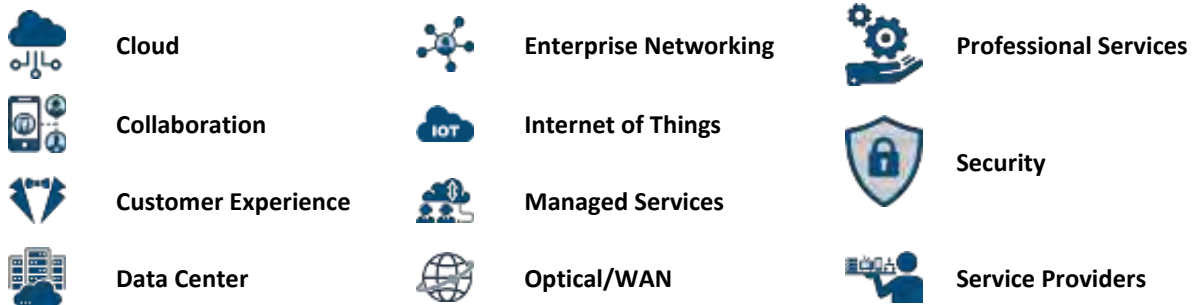 Cloud
Enterprise Networking
Professional Services
Collaboration
IOT
Internet of Things
Security
Customer Experience
Managed Services
Data Center
Optical/WAN
Service Providers